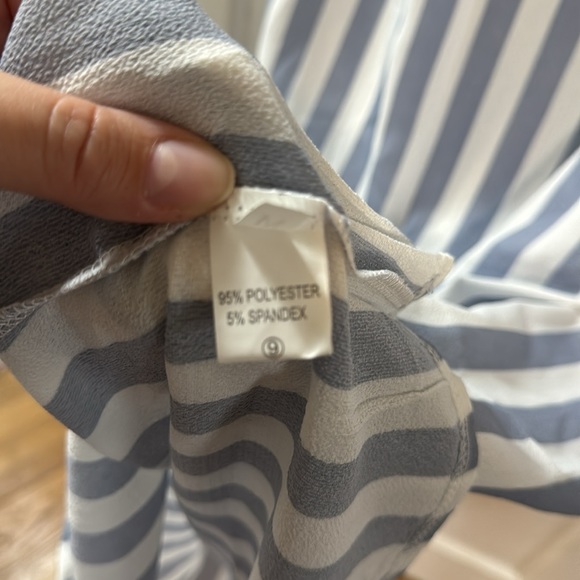 95% POLYESTER
5% SPANDEX
⑨